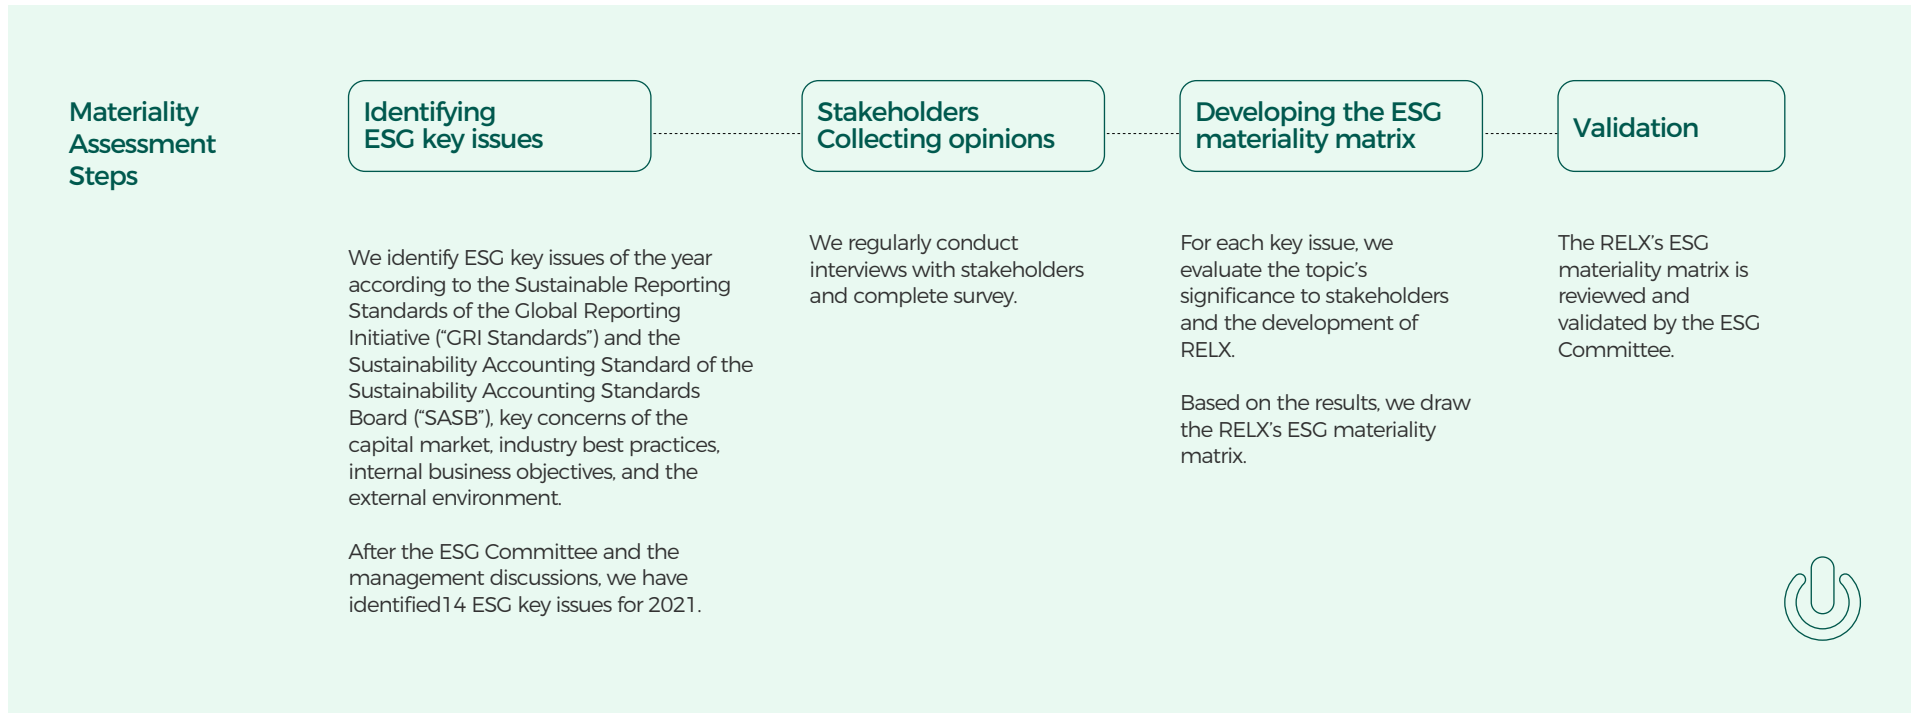 Materiality
Assessment
Steps
Identifying
ESG key issues
We identify ESG key issues of the year
according to the Sustainable Reporting
Standards of the Global Reporting
Initiative (“GRI Standards”) and the
Sustainability Accounting Standard of the
Sustainability Accounting Standards
Board (“SASB”), key concerns of the
capital market, industry best practices,
internal business objectives, and the
external environment.
After the ESG Committee and the
management discussions, we have
identified14 ESG key issues for 2021.
Stakeholders
Collecting opinions
We regularly conduct
interviews with stakeholders
and complete survey.
Developing the ESG
materiality matrix
For each key issue, we
evaluate the topic’s
significance to stakeholders
and the development of
RELX.
Based on the results, we draw
the RELX’s ESG materiality
matrix.
Validation
The RELX’s ESG
materiality matrix is
reviewed and
validated by the ESG
Committee.